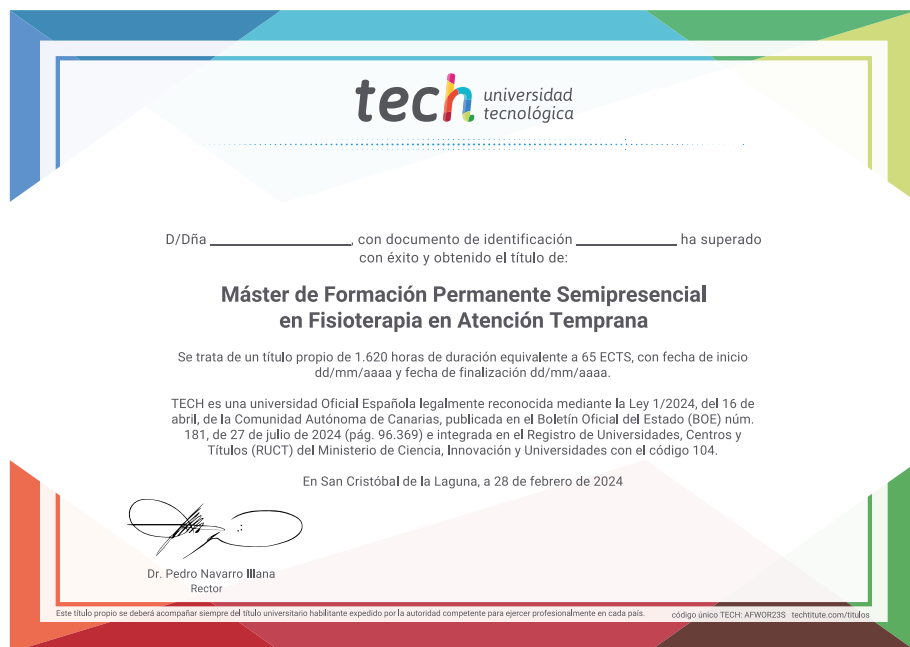 tech universidad
tecnológica
D/Dña ____________________, con documento de identificación ______________ ha superado
con éxito y obtenido el título de:
Máster de Formación Permanente Semipresencial
en Fisioterapia en Atención Temprana
Se trata de un título propio de 1.620 horas de duración equivalente a 65 ECTS, con fecha de inicio
dd/mm/aaaa y fecha de finalización dd/mm/aaaa.
TECH es una universidad Oficial Española legalmente reconocida mediante la Ley 1/2024, del 16 de
abril, de la Comunidad Autónoma de Canarias, publicada en el Boletín Oficial del Estado (BOE) núm.
181, de 27 de julio de 2024 (pág. 96.369) e integrada en el Registro de Universidades, Centros y
Títulos (RUCT) del Ministerio de Ciencia, Innovación y Universidades con el código 104.
En San Cristóbal de la Laguna, a 28 de febrero de 2024
Dr. Pedro Navarro Illana
Rector
Este título propio se deberá acompañar siempre del título universitario habilitante expedido por la autoridad competente para ejercer profesionalmente en cada país.
código único TECH: AFWOR23S techtitute.com/titulos